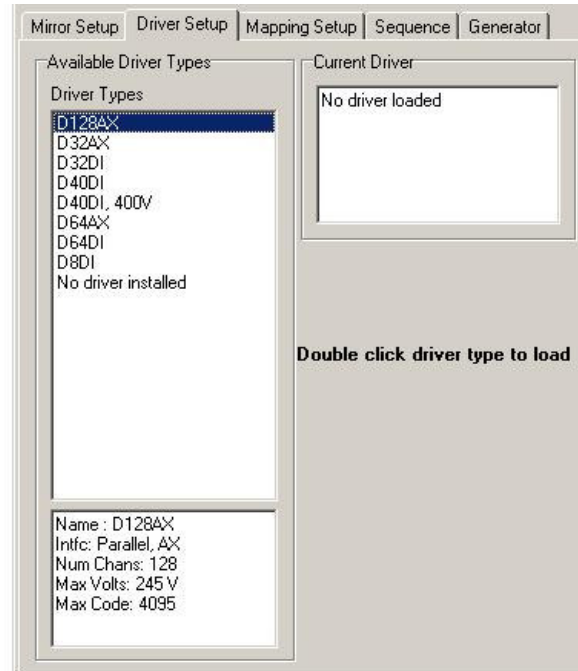 Mirror Setup Driver Setup Mapping Setup Sequence Generator
Available Driver Types
Driver Types
D128AX
D32AX
D32DI
D40DI
D40DI, 400V
D64AX
D64DI
D8DI
No driver installed
Name : D128AX
Intfc: Parallel, AX
Num Chans: 128
Max Volts: 245 V
Max Code: 4095
Current Driver
No driver loaded
Double click driver type to load